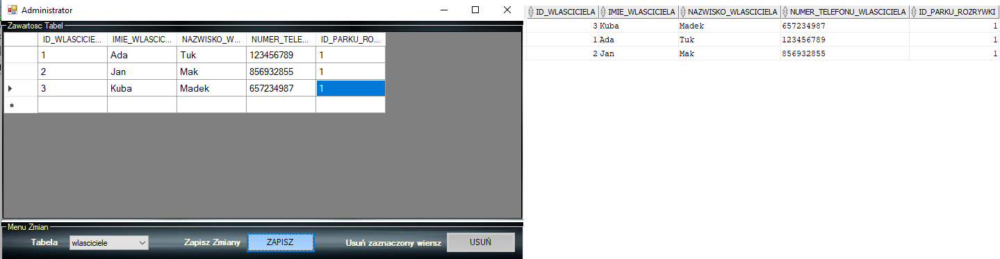 Administrator
Zawartosc Tabel
ID_WLASCICIE... IMIE_WLASCIC... NAZWISKO_W... NUMER_TELE... ID_PARKU_RO...
1 Ada Tuk 123456789 1
2 Jan Mak 856932855 1
3 Kuba Madek 657234987 1
Menu Zmian
Tabela wlasciciele Zapisz Zmiany ZAPISZ Usuń zaznaczony wiersz USUŃ
ID_WLASCICIELA IMIE_WLASCICIELA NAZWISKO_WLASCICIELA NUMER_TELEFONU_WLASCICIELA ID_PARKU_ROZRYWKI
3 Kuba Madek 657234987 1
1 Ada Tuk 123456789 1
2 Jan Mak 856932855 1